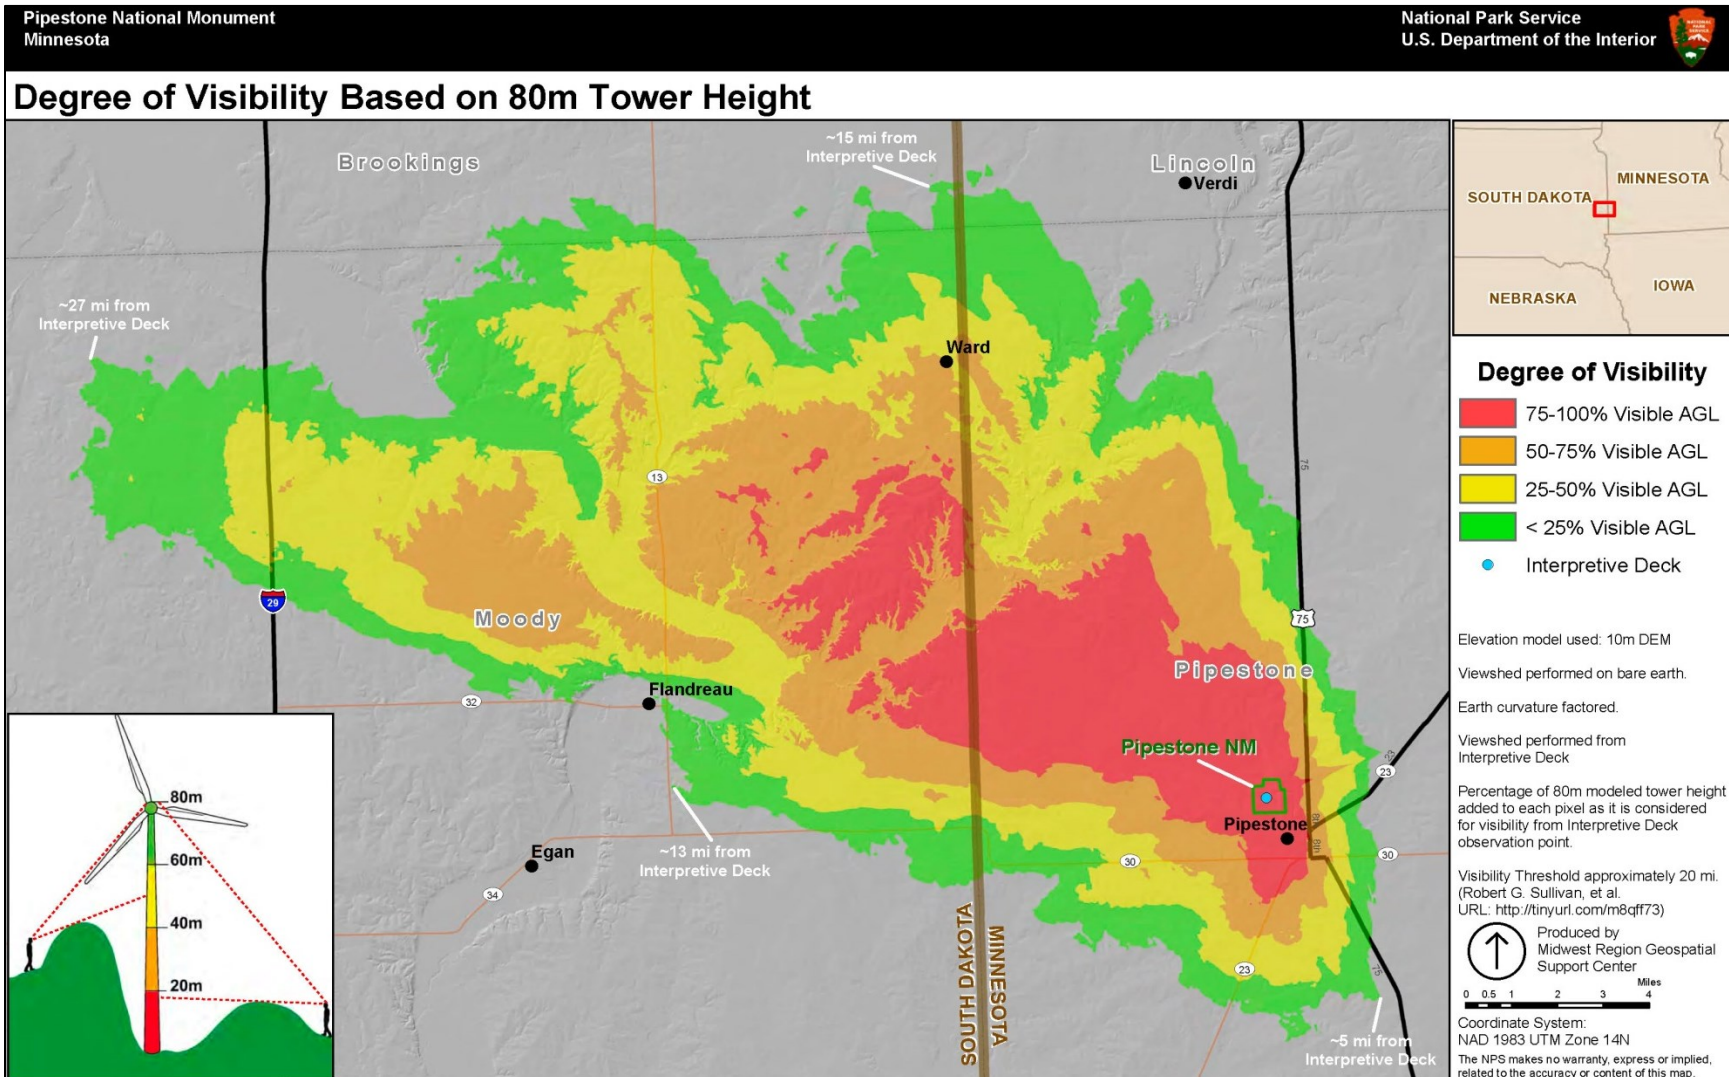 Pipestone National Monument
Minnesota
National Park Service
U.S. Department of the Interior
NATIONAL
PARK
SERVICE
Degree of Visibility Based on 80m Tower Height
~15 mi from
Interpretive Deck
Brookings
Lincoln
Verdi
~27 mi from
Interpretive Deck
Ward
13
75
29
Moody
75
Pipestone
Flandreau
32
Pipestone NM
23
23
Pipestone
8th
8th
~13 mi from
Interpretive Deck
Egan
30
30
34
SOUTH DAKOTA
MINNESOTA
23
75
~5 mi from
Interpretive Deck
80m
60m
40m
20m
SOUTH DAKOTA
MINNESOTA
NEBRASKA
IOWA
Degree of Visibility
75-100% Visible AGL
50-75% Visible AGL
25-50% Visible AGL
< 25% Visible AGL
Interpretive Deck
Elevation model used: 10m DEM
Viewshed performed on bare earth.
Earth curvature factored.
Viewshed performed from
Interpretive Deck
Percentage of 80m modeled tower height
added to each pixel as it is considered
for visibility from Interpretive Deck
observation point.
Visibility Threshold approximately 20 mi.
(Robert G. Sullivan, et al.
URL: http://tinyurl.com/m8qff73)
Produced by
Midwest Region Geospatial
Support Center
Miles
0 0.5 1 2 3 4
Coordinate System:
NAD 1983 UTM Zone 14N
The NPS makes no warranty, express or implied,
related to the accuracy or content of this map.